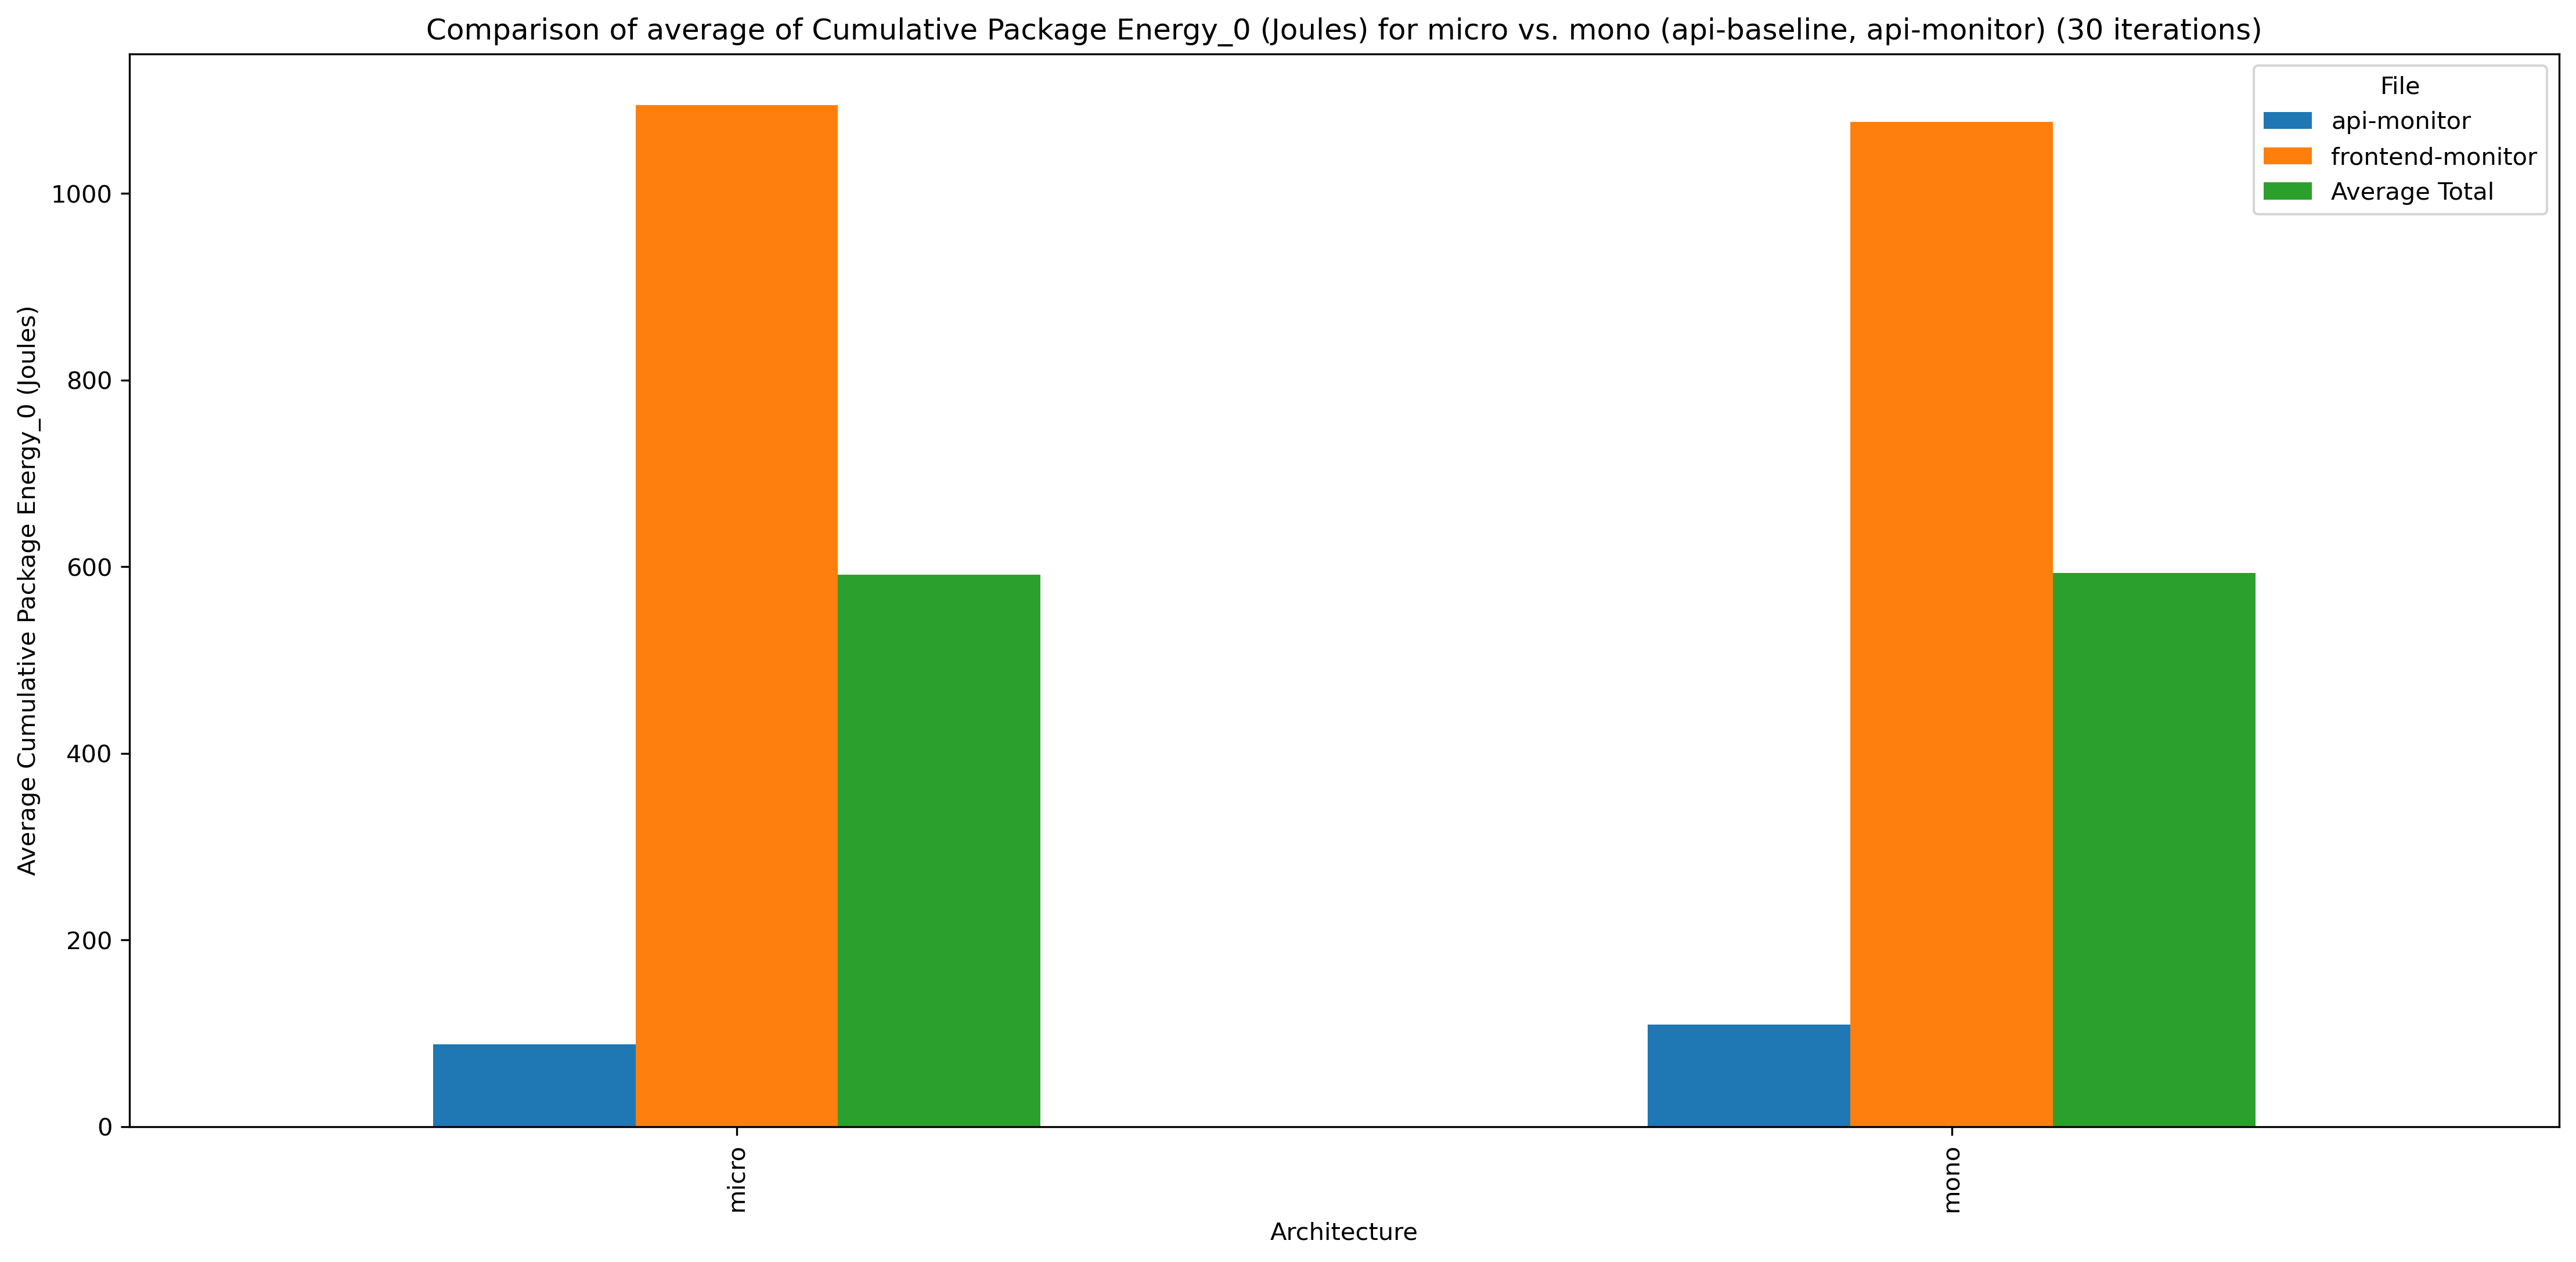 Comparison of average of Cumulative Package Energy_0 (Joules) for micro vs. mono (api-baseline, api-monitor) (30 iterations)
File
api-monitor
frontend-monitor
Average Total
Average Cumulative Package Energy_0 (Joules)
1000
800
600
400
200
0
micro
mono
Architecture